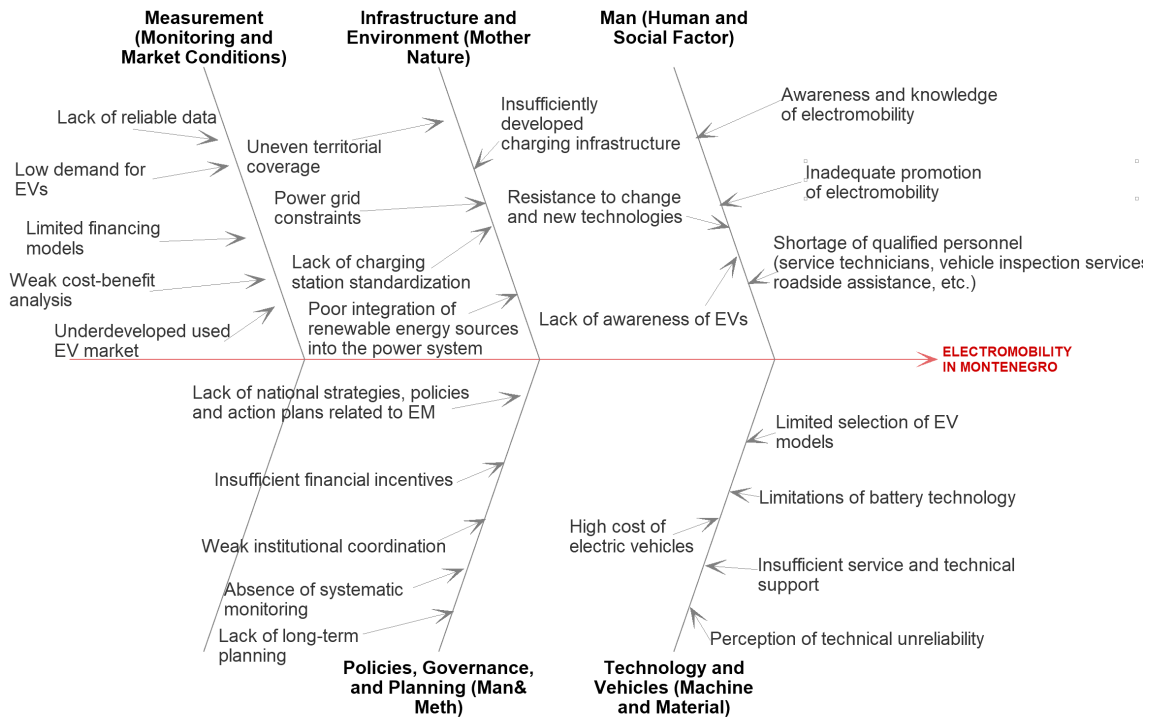 Measurement
(Monitoring and
Market Conditions)
Infrastructure and
Environment (Mother
Nature)
Man (Human and
Social Factor)
Lack of reliable data
Low demand for
EVs
Limited financing
models
Weak cost-benefit
analysis
Underdeveloped used
EV market
Uneven territorial
coverage
Insufficiently
developed
charging infrastructure
Power grid
constraints
Lack of charging
station standardization
Poor integration of
renewable energy sources
into the power system
Awareness and knowledge
of electromobility
Inadequate promotion
of electromobility
Resistance to change
and new technologies
Shortage of qualified personnel
(service technicians, vehicle inspection services
roadside assistance, etc.)
Lack of awareness of EVs
ELECTROMOBILITY
IN MONTENEGRO
Lack of national strategies, policies
and action plans related to EM
Insufficient financial incentives
Weak institutional coordination
Absence of systematic
monitoring
Lack of long-term
planning
Limited selection of EV
models
Limitations of battery technology
High cost of
electric vehicles
Insufficient service and technical
support
Perception of technical unreliability
Policies, Governance,
and Planning (Man&
Meth)
Technology and
Vehicles (Machine
and Material)